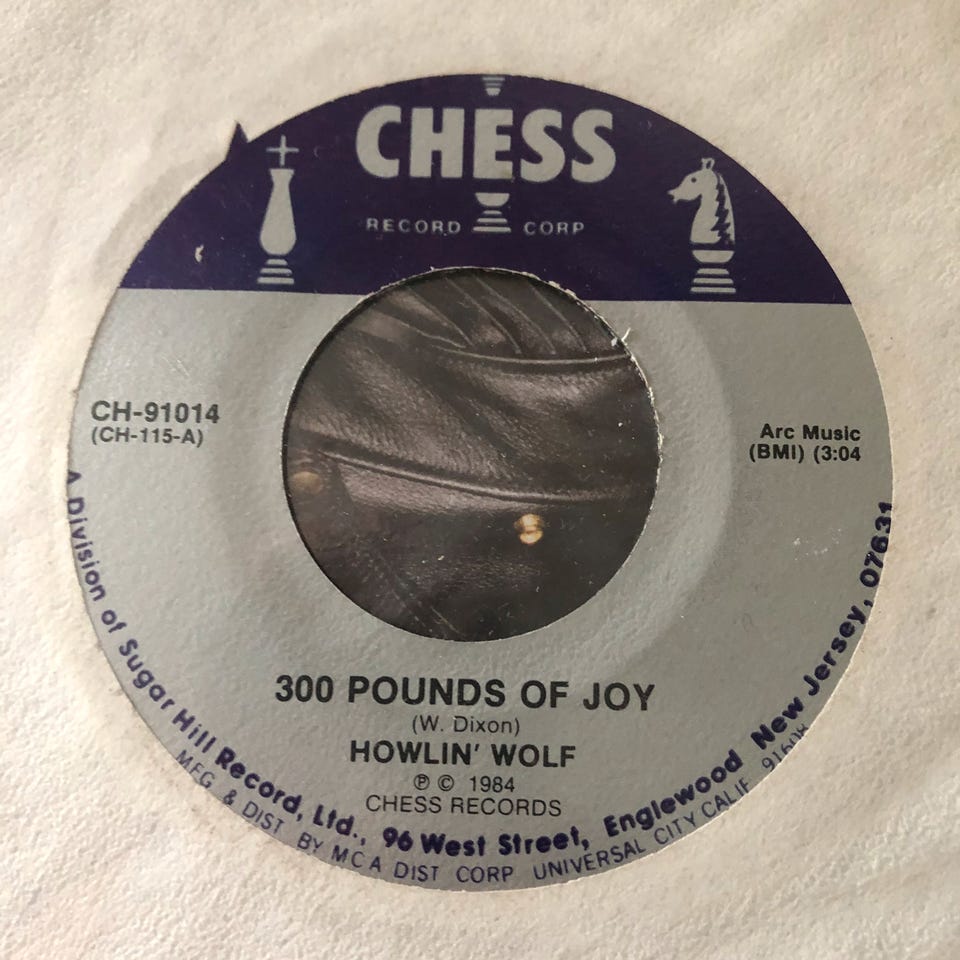 CHESS
RECORD CORP
CH-91014
(CH-115-A)
Arc Music
(BMI) (3:04
300 POUNDS OF JOY
(W. Dixon)
HOWLIN' WOLF
℗ © 1984
CHESS RECORDS
A Division of Sugar Hill Record, Ltd., 96 West Street, Englewood New Jersey, 07631
MFG & DIST BY MCA DIST CORP UNIVERSAL CITY CALIF 91608